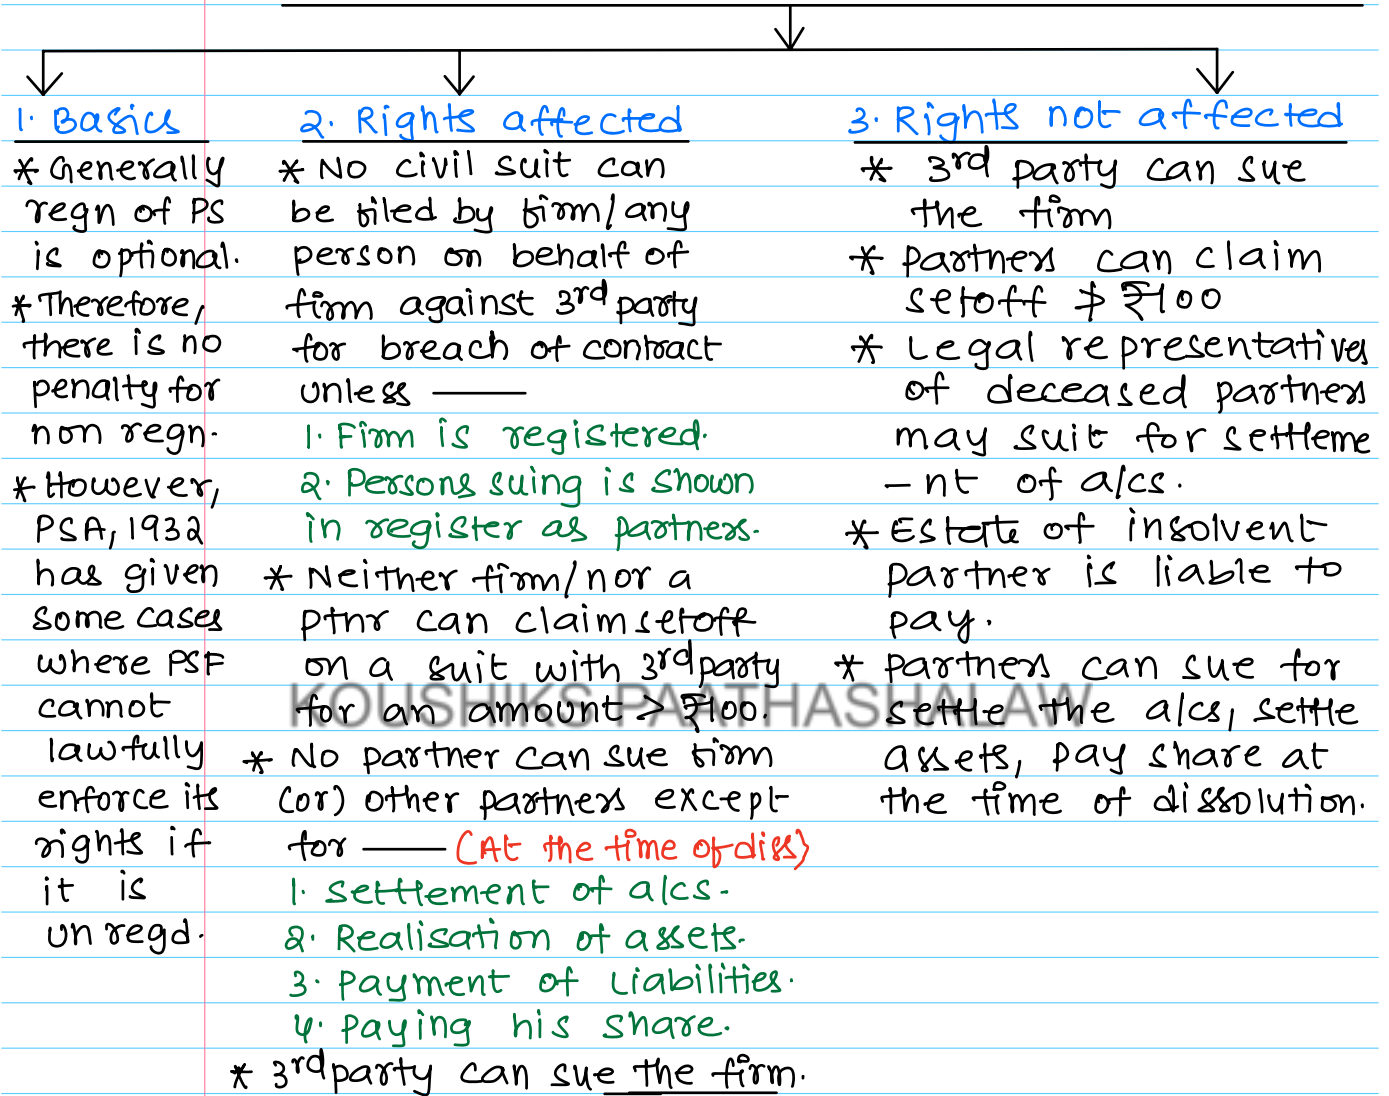 1. Basics
* Generally
regn of PS
is optional.
* Therefore,
there is no
penalty for
non regn.
* However,
PSA, 1932
has given
some cases
where PSF
cannot
lawfully
enforce its
rights if
it is
unregd.
2. Rights affected
* No civil suit can
be filed by firm/any
person on behalf of
firm against 3rd party
for breach of contract
unless —
1. Firm is registered.
2. Persons suing is shown
in register as partners.
* Neither firm/nor a
ptnr can claim setoff
on a suit with 3rd party
for an amount > ₹100.
* No partner can sue firm
(or) other partners except
for — (At the time of diss)
1. Settlement of a/cs.
2. Realisation of assets.
3. Payment of Liabilities.
4. Paying his share.
* 3rd party can sue the firm.
3. Rights not affected
* 3rd party can sue
the firm
* Partners can claim
setoff ≯ ₹100
* Legal representatives
of deceased partners
may suit for settleme
-nt of a/cs.
* Estate of insolvent
partner is liable to
pay.
* Partners can sue for
settle the a/cs, settle
assets, pay share at
the time of dissolution.
KOUSHIKS PAATHASHALAW